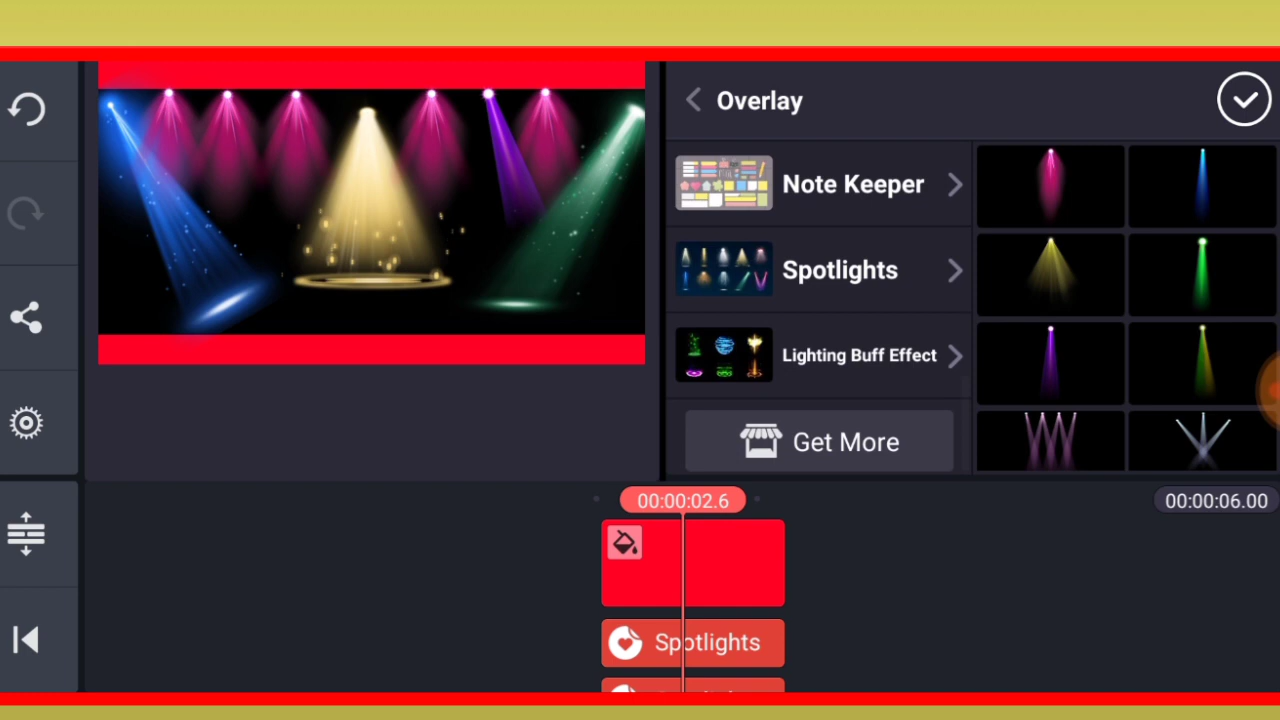 Overlay
Note Keeper
Spotlights
Lighting Buff Effect
Get More
00:00:02.6
00:00:06.00
Spotlights